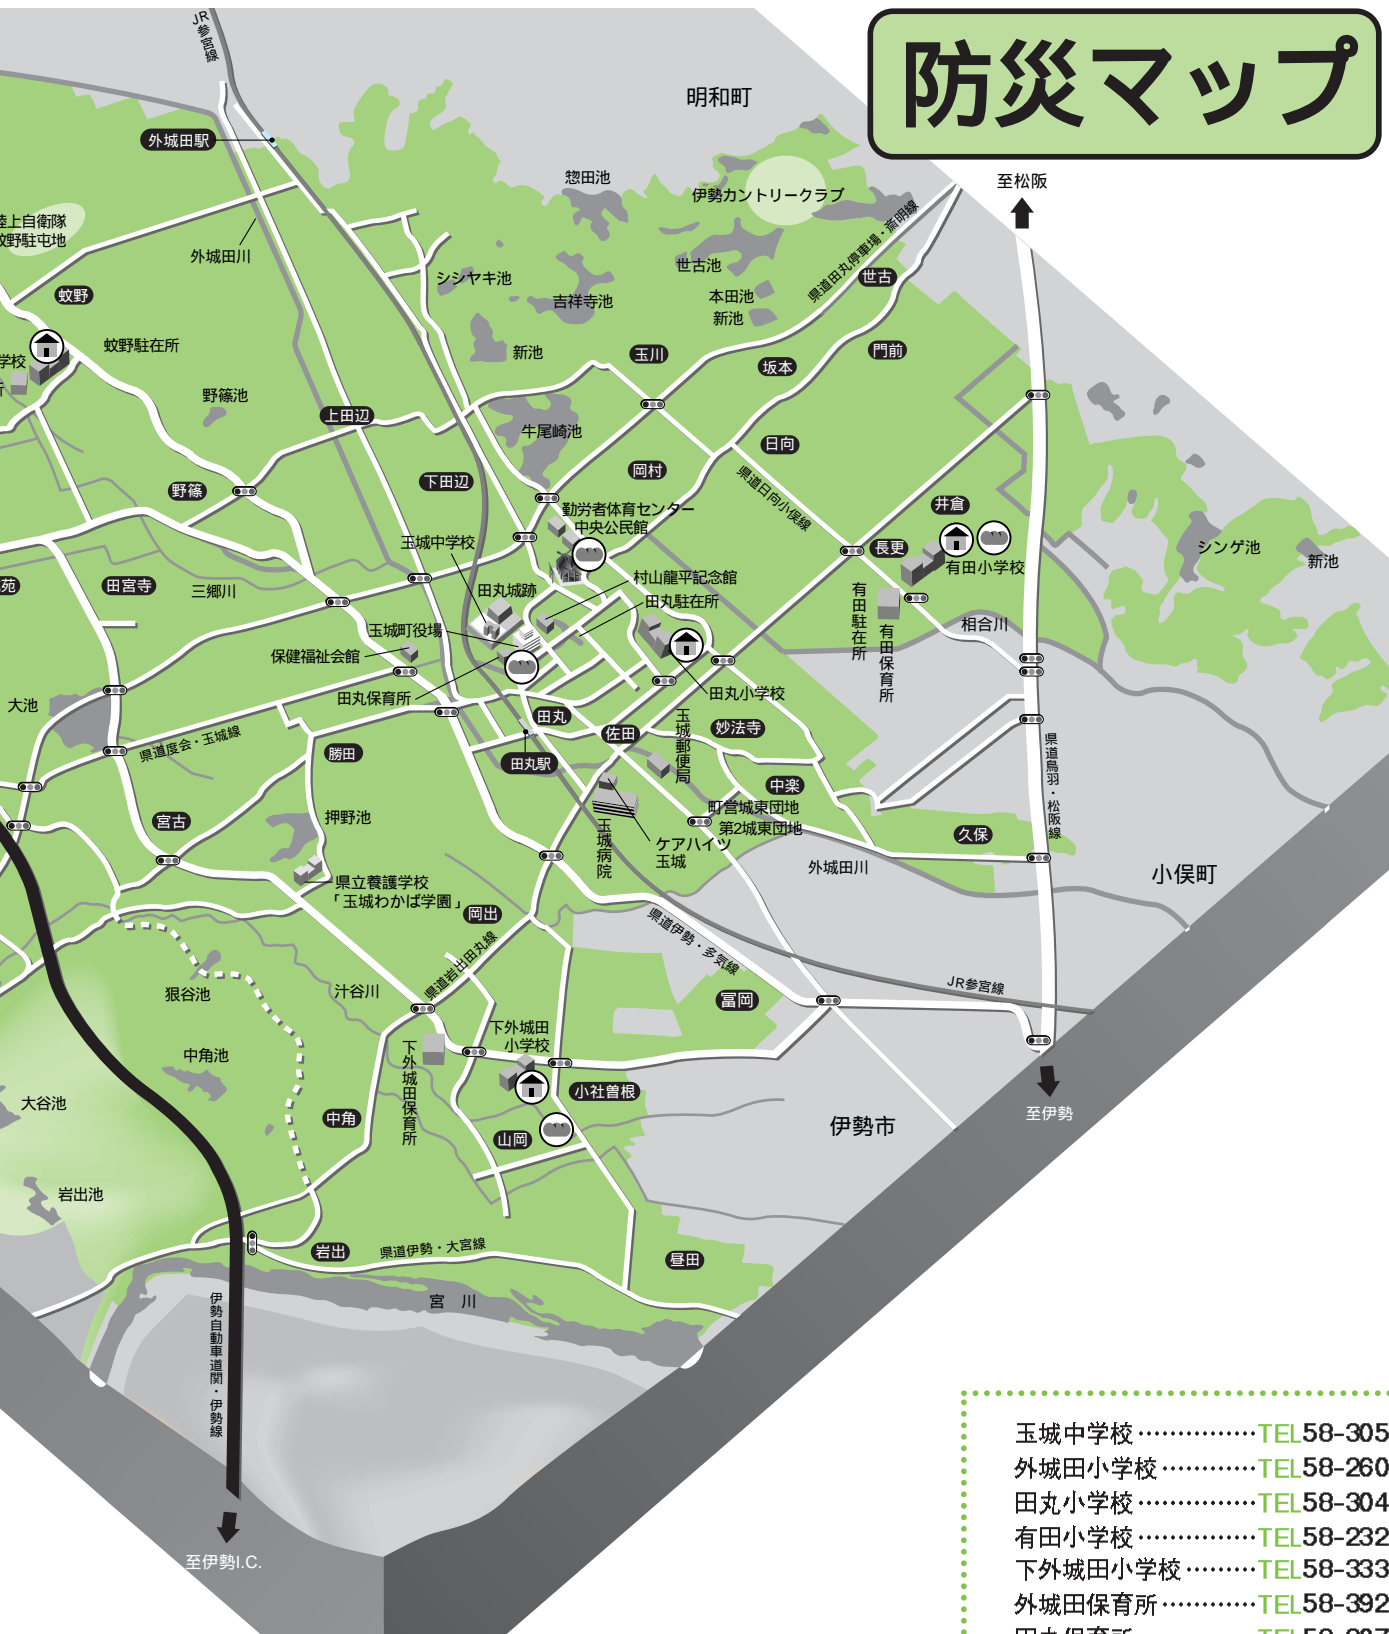 防災マップ
JR参宮線
明和町
外城田駅
至松阪
惣田池
伊勢カントリークラブ
陸上自衛隊
蚊野駐屯地
外城田川
県道田丸停車場・斎明線
世古池
世古
シシヤキ池
吉祥寺池
本田池
新池
蚊野
蚊野駐在所
学校
新池
玉川
坂本
門前
野篠池
上田辺
牛尾崎池
日向
下田辺
岡村
県道日向小俣線
野篠
勤労者体育センター
中央公民館
井倉
玉城中学校
長更
有田小学校
シンゲ池
新池
苑
田宮寺
三郷川
田丸城跡
村山龍平記念館
田丸駐在所
有田駐在所
有田保育所
相合川
玉城町役場
保健福祉会館
田丸保育所
田丸小学校
大池
田丸
佐田
玉城郵便局
妙法寺
県道度会・玉城線
勝田
田丸駅
県道鳥羽・松阪線
中楽
町営城東団地
第2城東団地
宮古
押野池
玉城病院
ケアハイツ
玉城
久保
外城田川
小俣町
県立養護学校
「玉城わかば学園」
岡出
県道伊勢・多気線
県道岩出田丸線
JR参宮線
狠谷池
汁谷川
冨岡
下外城田
小学校
中角池
下外城田保育所
小社曽根
大谷池
中角
山岡
伊勢市
至伊勢
岩出池
岩出
県道伊勢・大宮線
昼田
宮 川
伊勢自動車道関・伊勢線
至伊勢I.C.
玉城中学校 ·············· TEL58-305
外城田小学校 ··········· TEL58-260
田丸小学校 ·············· TEL58-304
有田小学校 ·············· TEL58-232
下外城田小学校 ········ TEL58-333
外城田保育所 ··········· TEL58-392